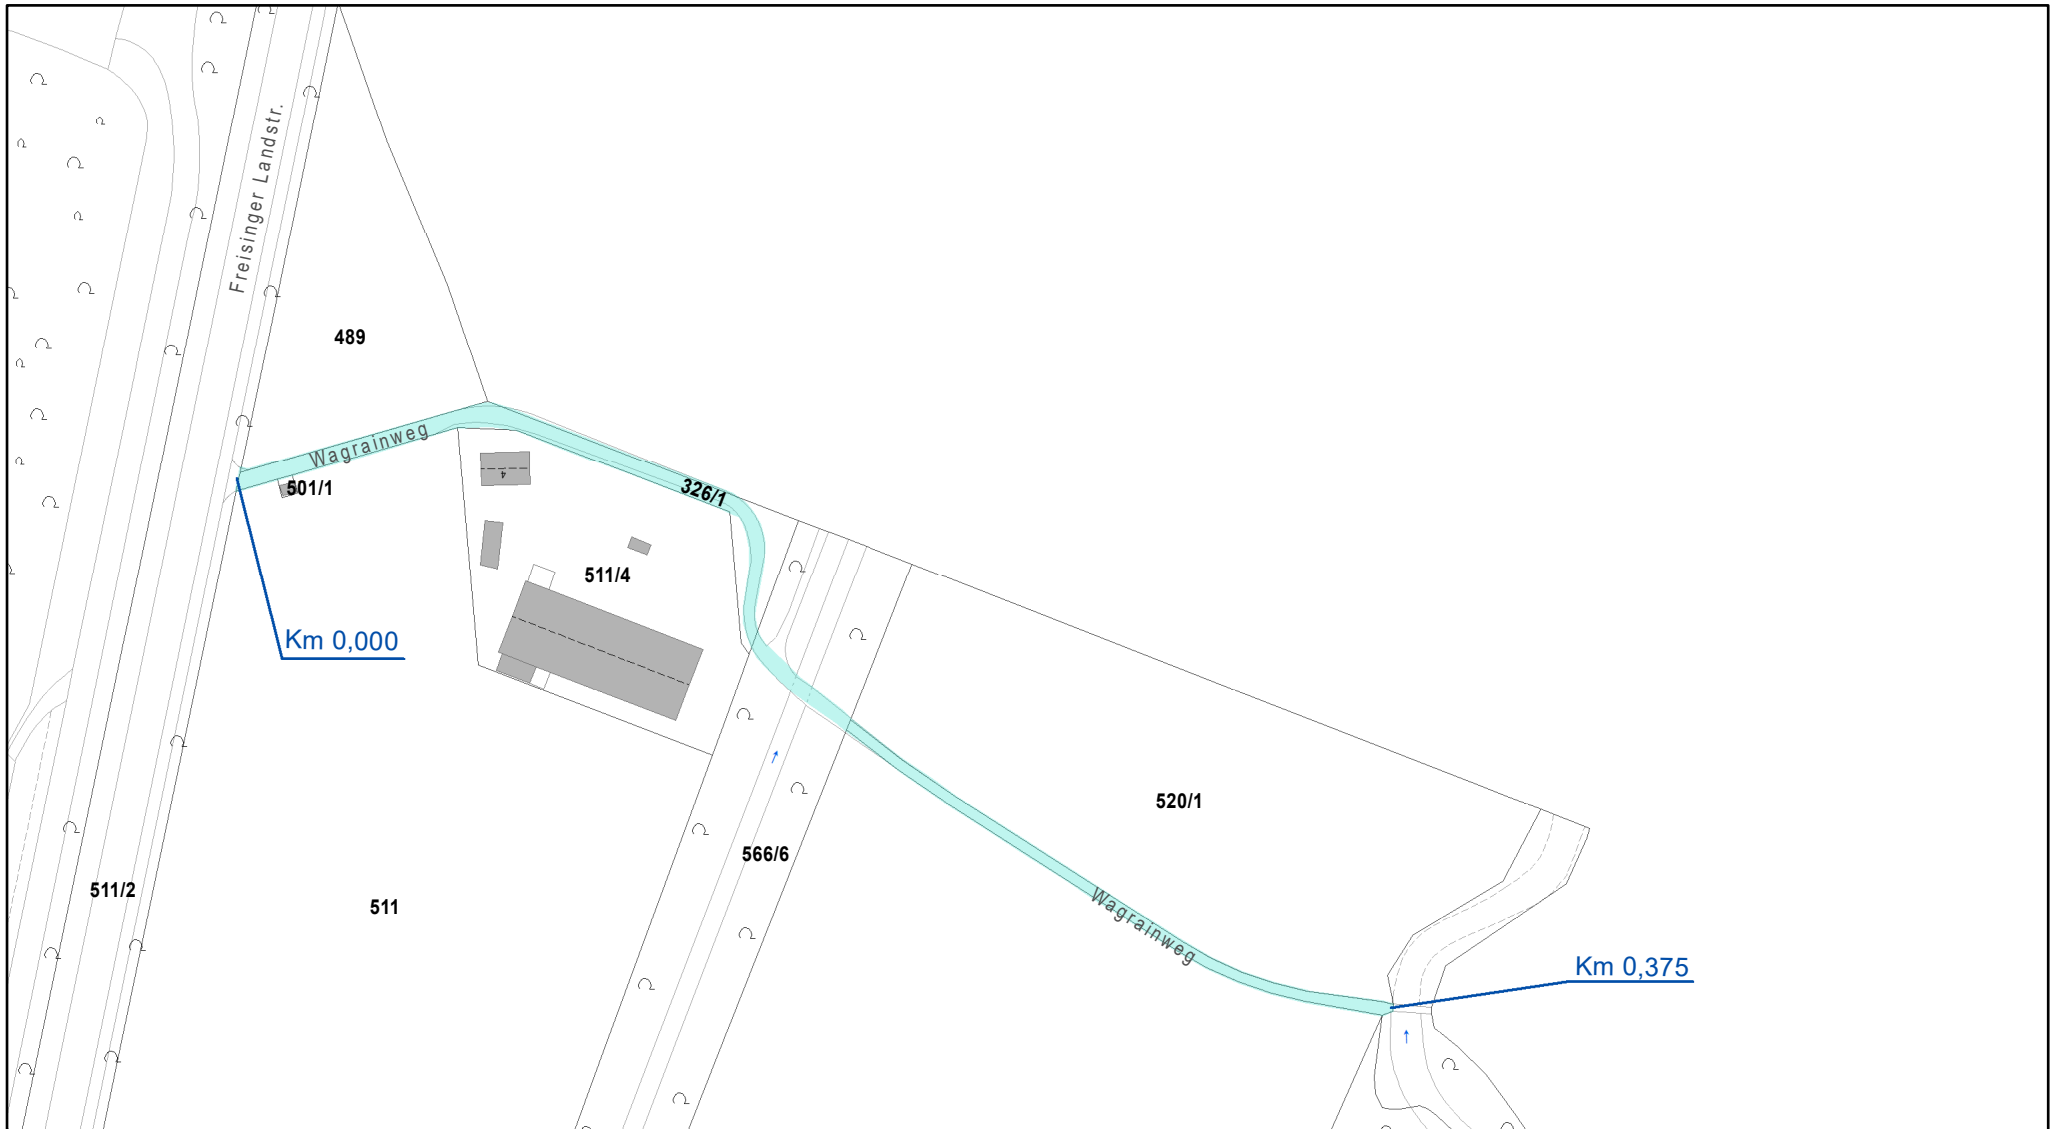 Freisinger Landstr.
489
Wagrainweg
501/1
4
326/1
511/4
Km 0,000
520/1
566/6
511/2
511
Wagrainweg
Km 0,375